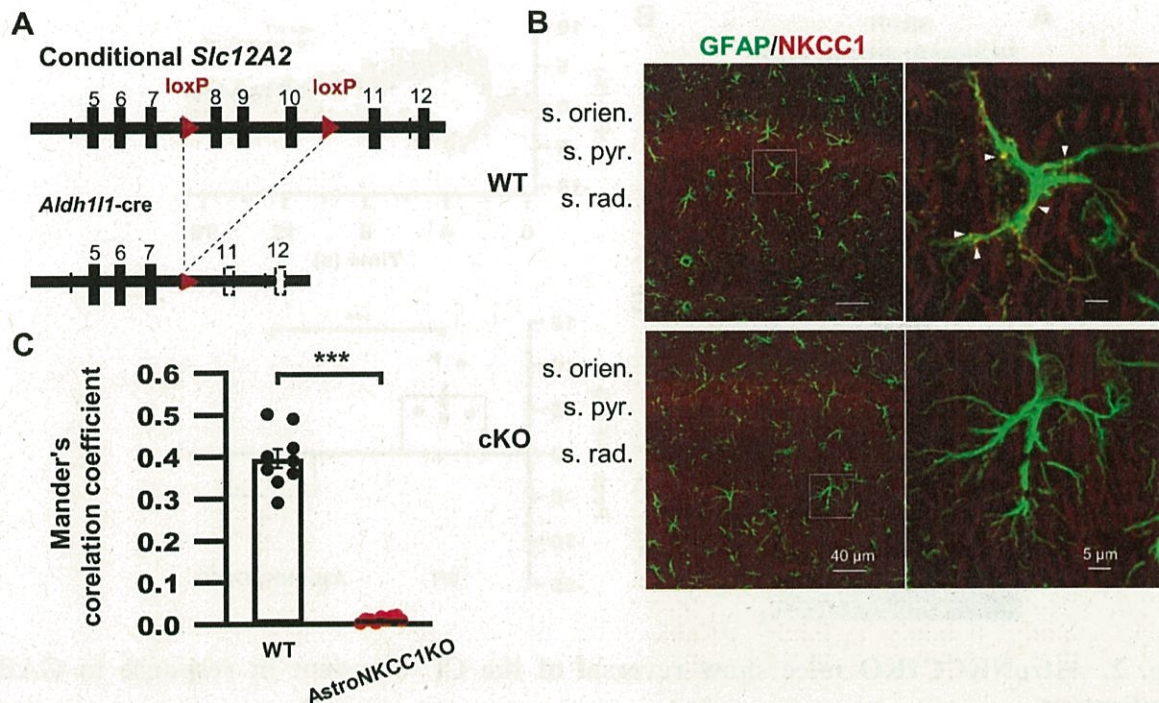 A
Conditional Slc12A2
loxP loxP
5 6 7 8 9 10 11 12
Aldh1l1-cre
5 6 7 11 12
B
GFAP/NKCC1
WT
s. orien.
s. pyr.
s. rad.
cKO
s. orien.
s. pyr.
s. rad.
40 µm
5 µm
C
Mander's
corelation coefficient
***
0.6
0.5
0.4
0.3
0.2
0.1
0.0
WT
AstroNKCC1KO